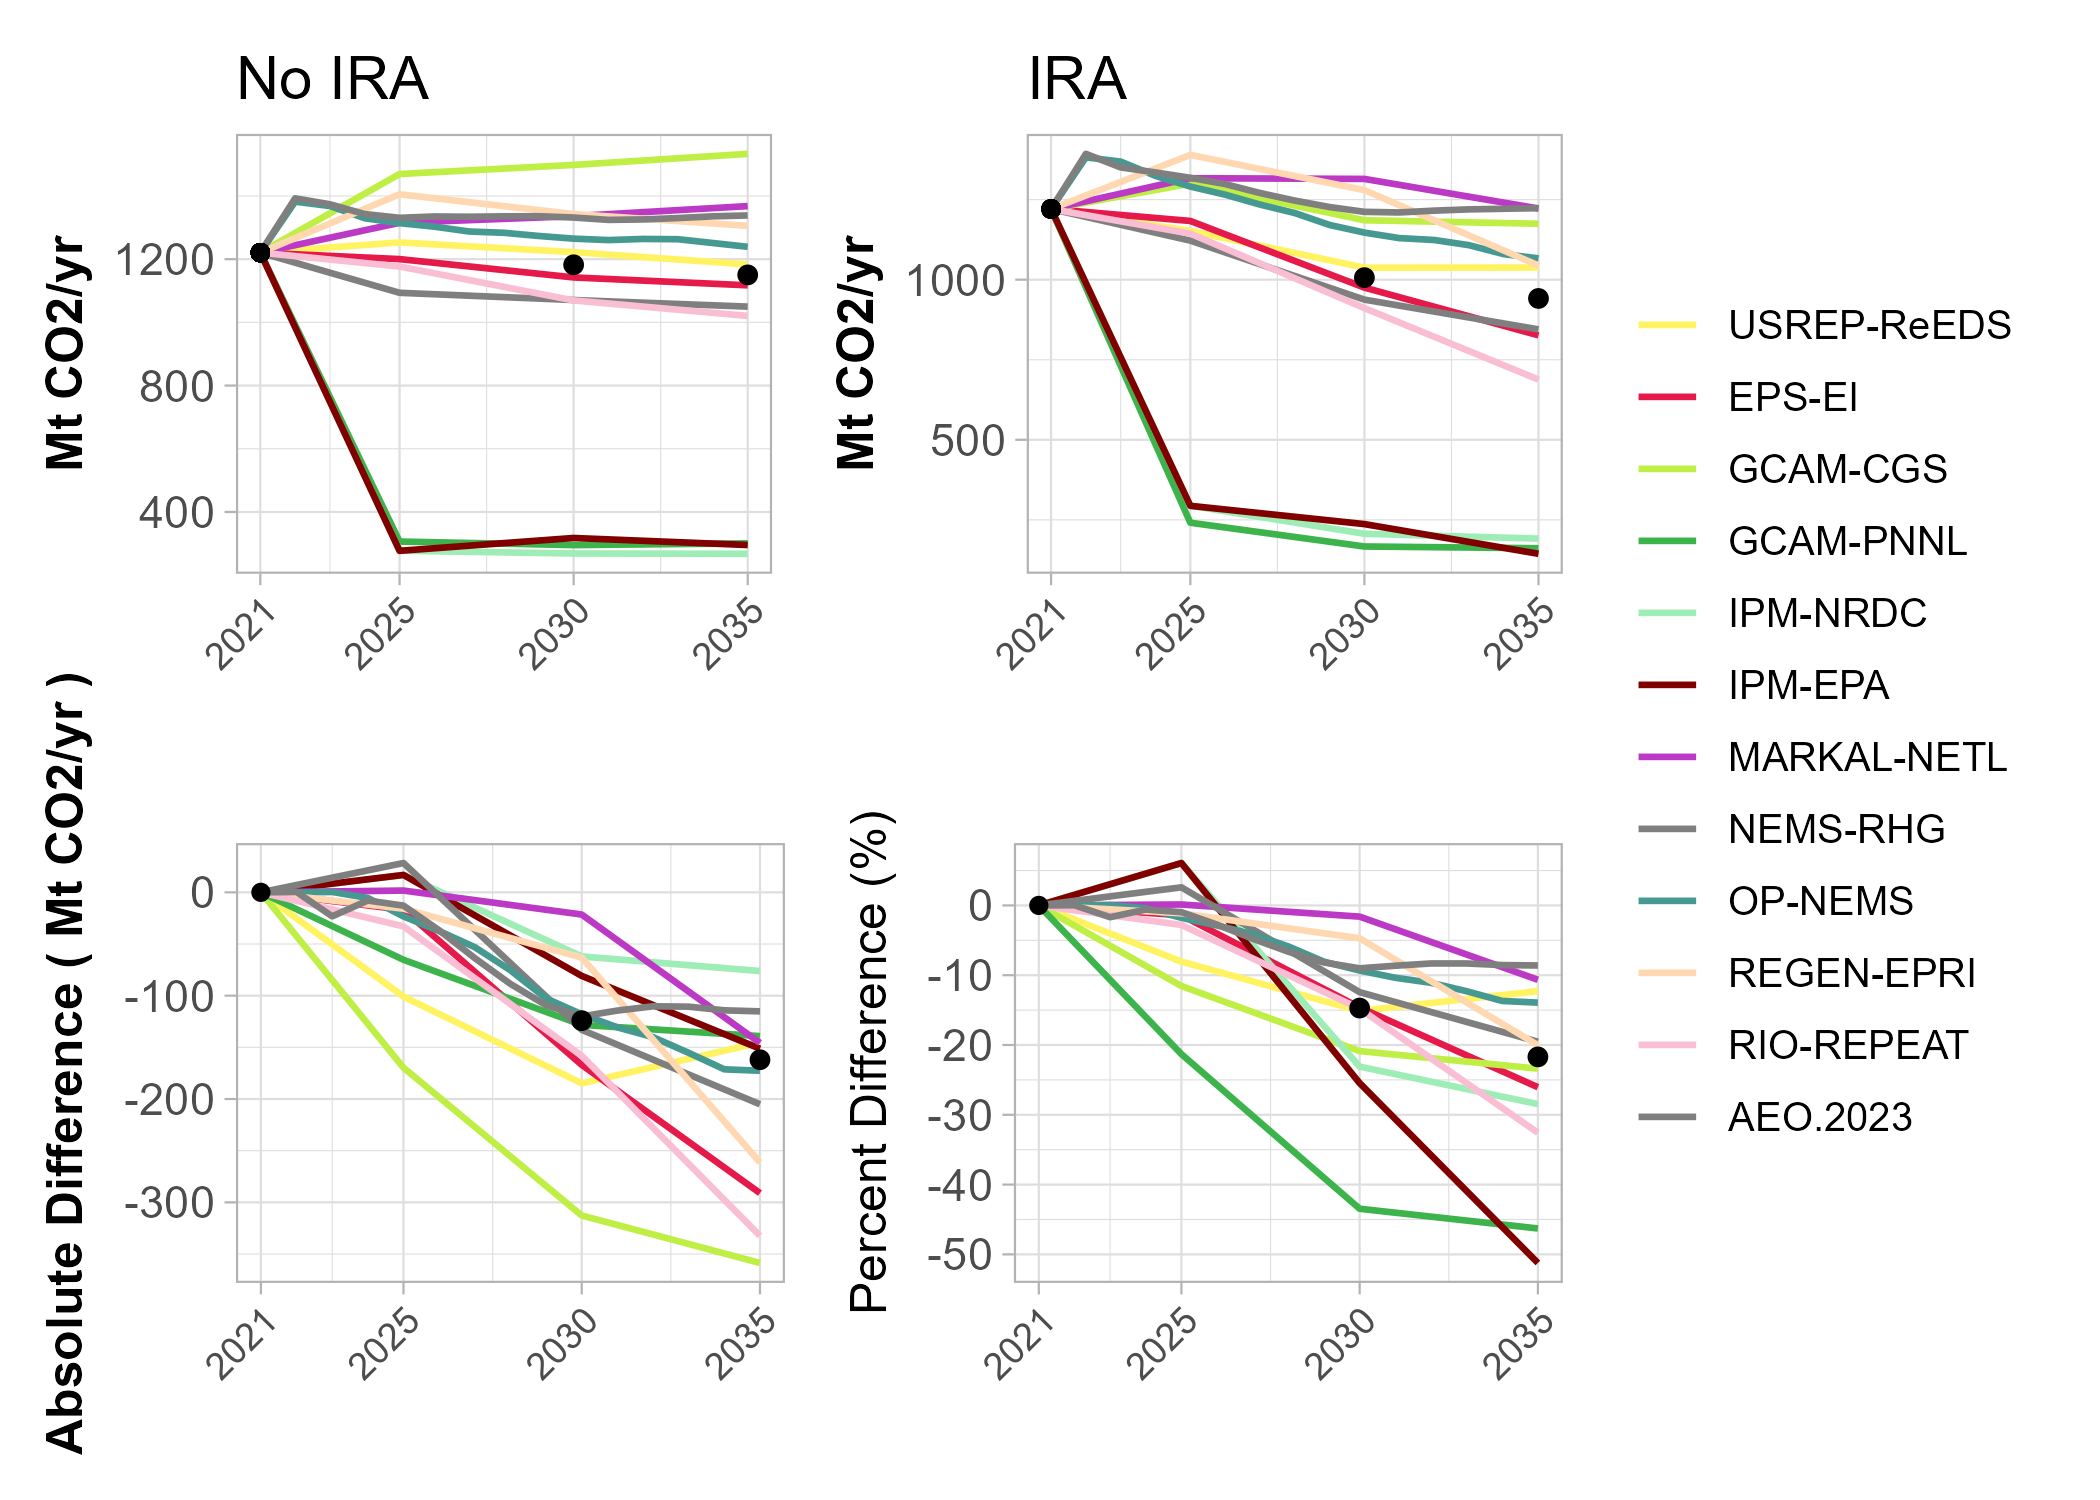 No IRA
Mt CO2/yr
1200
800
400
2021
2025
2030
2035
IRA
Mt CO2/yr
1000
500
2021
2025
2030
2035
Absolute Difference ( Mt CO2/yr )
0
-100
-200
-300
2021
2025
2030
2035
Percent Difference (%)
0
-10
-20
-30
-40
-50
2021
2025
2030
2035
USREP-ReEDS
EPS-EI
GCAM-CGS
GCAM-PNNL
IPM-NRDC
IPM-EPA
MARKAL-NETL
NEMS-RHG
OP-NEMS
REGEN-EPRI
RIO-REPEAT
AEO.2023